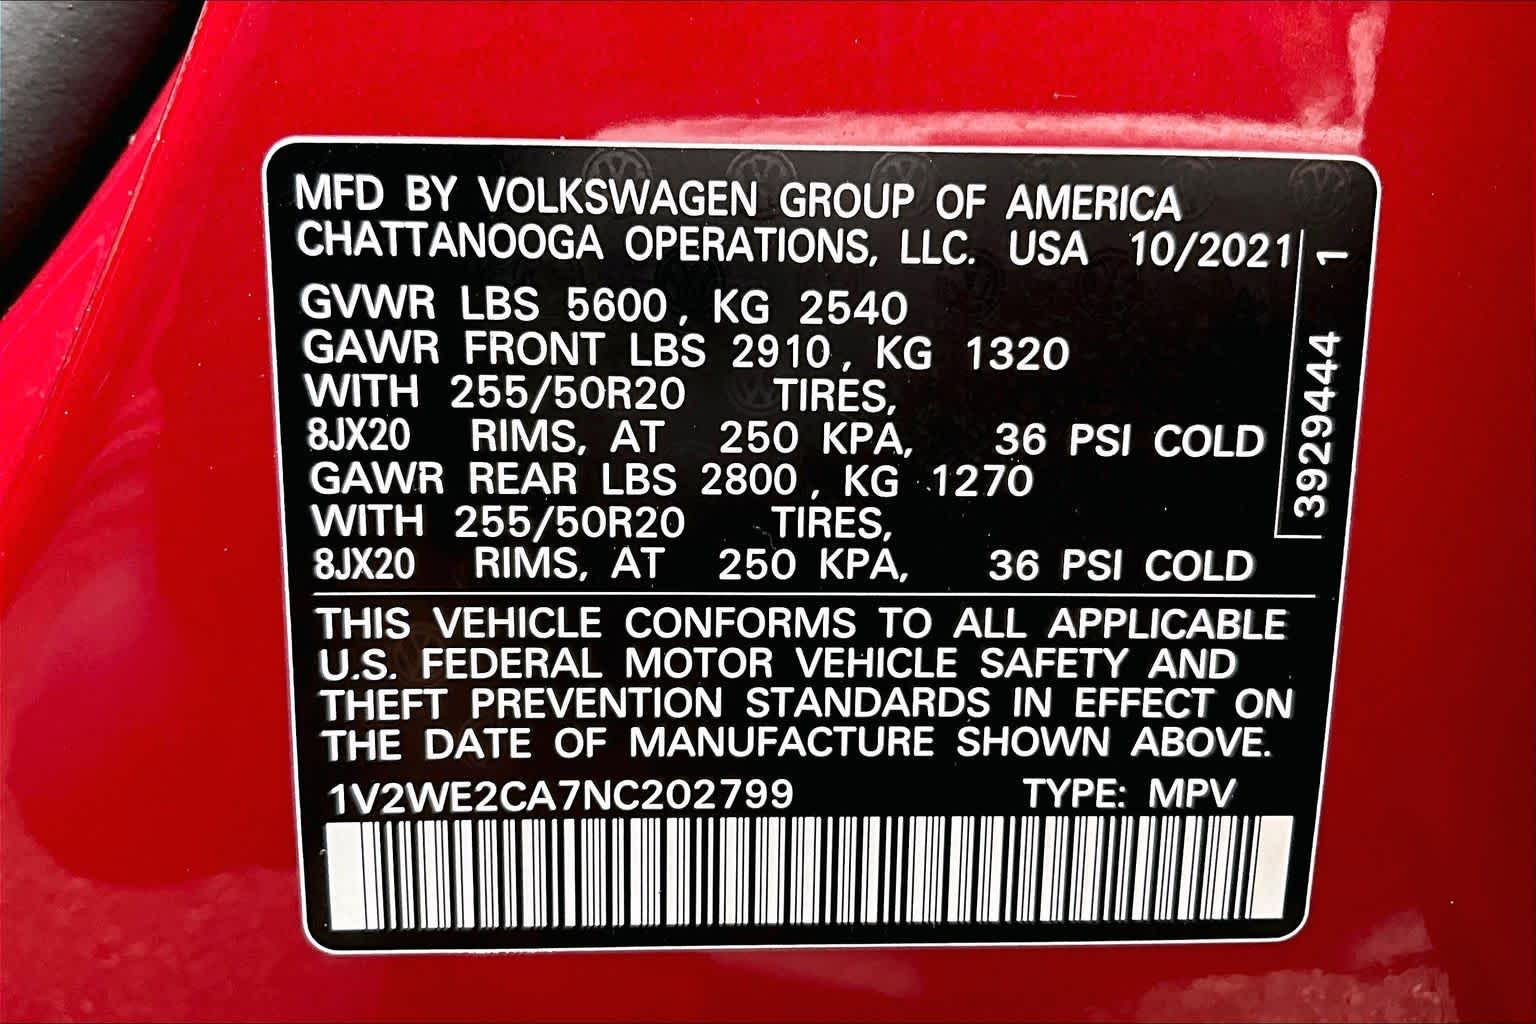 MFD BY VOLKSWAGEN GROUP OF AMERICA
CHATTANOOGA OPERATIONS, LLC. USA 10/2021
GVWR LBS 5600, KG 2540
GAWR FRONT LBS 2910, KG 1320
WITH 255/50R20 TIRES,
8JX20 RIMS, AT 250 KPA, 36 PSI COLD
GAWR REAR LBS 2800, KG 1270
WITH 255/50R20 TIRES,
8JX20 RIMS, AT 250 KPA, 36 PSI COLD
THIS VEHICLE CONFORMS TO ALL APPLICABLE
U.S. FEDERAL MOTOR VEHICLE SAFETY AND
THEFT PREVENTION STANDARDS IN EFFECT ON
THE DATE OF MANUFACTURE SHOWN ABOVE.
1V2WE2CA7NC202799 TYPE: MPV
3929444 1